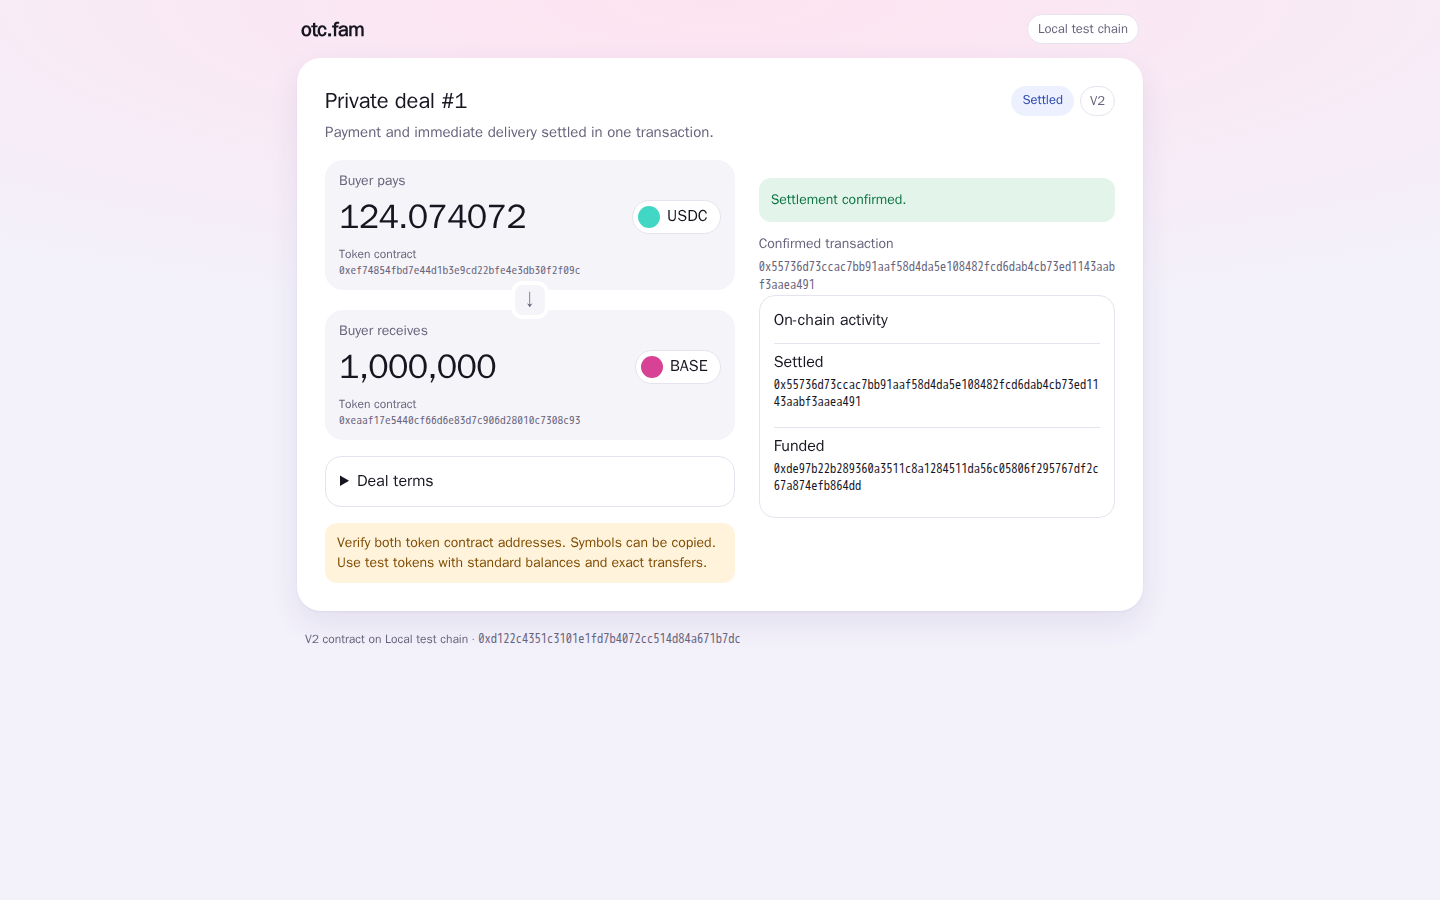 otc.fam
Local test chain
Private deal #1
Settled
V2
Payment and immediate delivery settled in one transaction.
Buyer pays
124.074072
USDC
Token contract
0xef74854fbd7e44d1b3e9cd22bfe4e3db30f2f09c
↓
Buyer receives
1,000,000
BASE
Token contract
0xeaaf17e5440cf66d6e83d7c906d28010c7308c93
▶ Deal terms
Verify both token contract addresses. Symbols can be copied.
Use test tokens with standard balances and exact transfers.
Settlement confirmed.
Confirmed transaction
0x55736d73ccac7bb91aaf58d4da5e108482fcd6dab4cb73ed1143aab
f3aaea491
On-chain activity
Settled
0x55736d73ccac7bb91aaf58d4da5e108482fcd6dab4cb73ed11
43aabf3aaea491
Funded
0xde97b22b289360a3511c8a1284511da56c05806f295767df2c
67a874efb864dd
V2 contract on Local test chain · 0xd122c4351c3101e1fd7b4072cc514d84a671b7dc